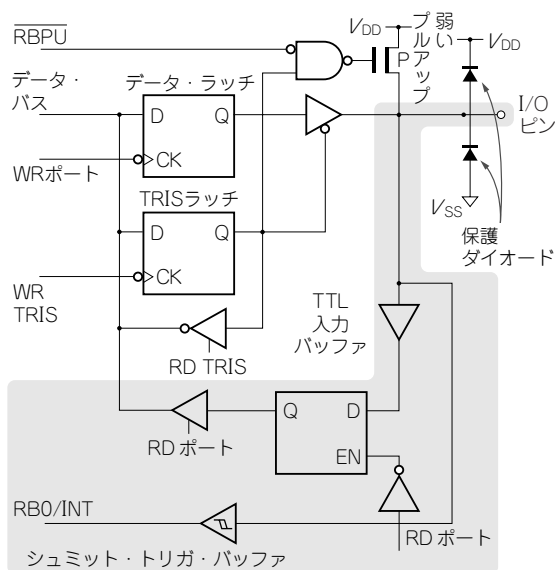 RBPU
VDD
弱い
プルアップ
P
VDD
データ・
バス
データ・ラッチ
D
Q
CK
WRポート
I/O
ピン
TRISラッチ
D
Q
CK
WR
TRIS
VSS
保護
ダイオード
RD TRIS
TTL
入力
バッファ
Q
D
EN
RD ポート
RB0/INT
RD ポート
シュミット・トリガ・バッファ